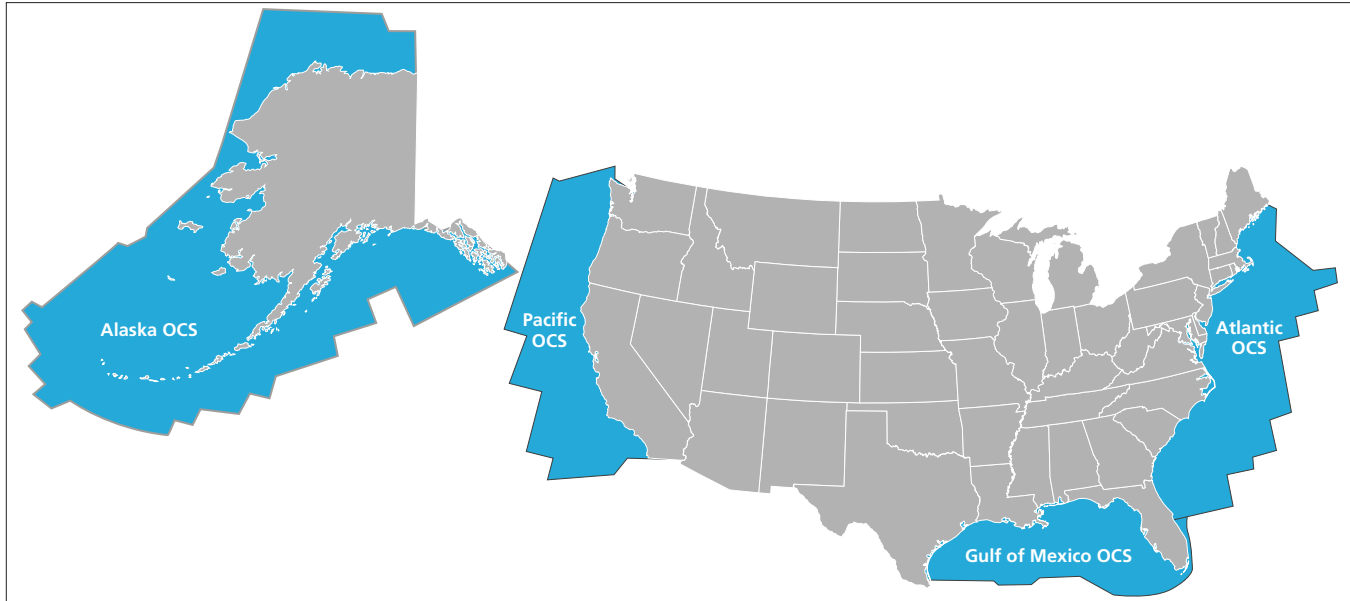 Alaska OCS
Pacific
OCS
Atlantic
OCS
Gulf of Mexico OCS